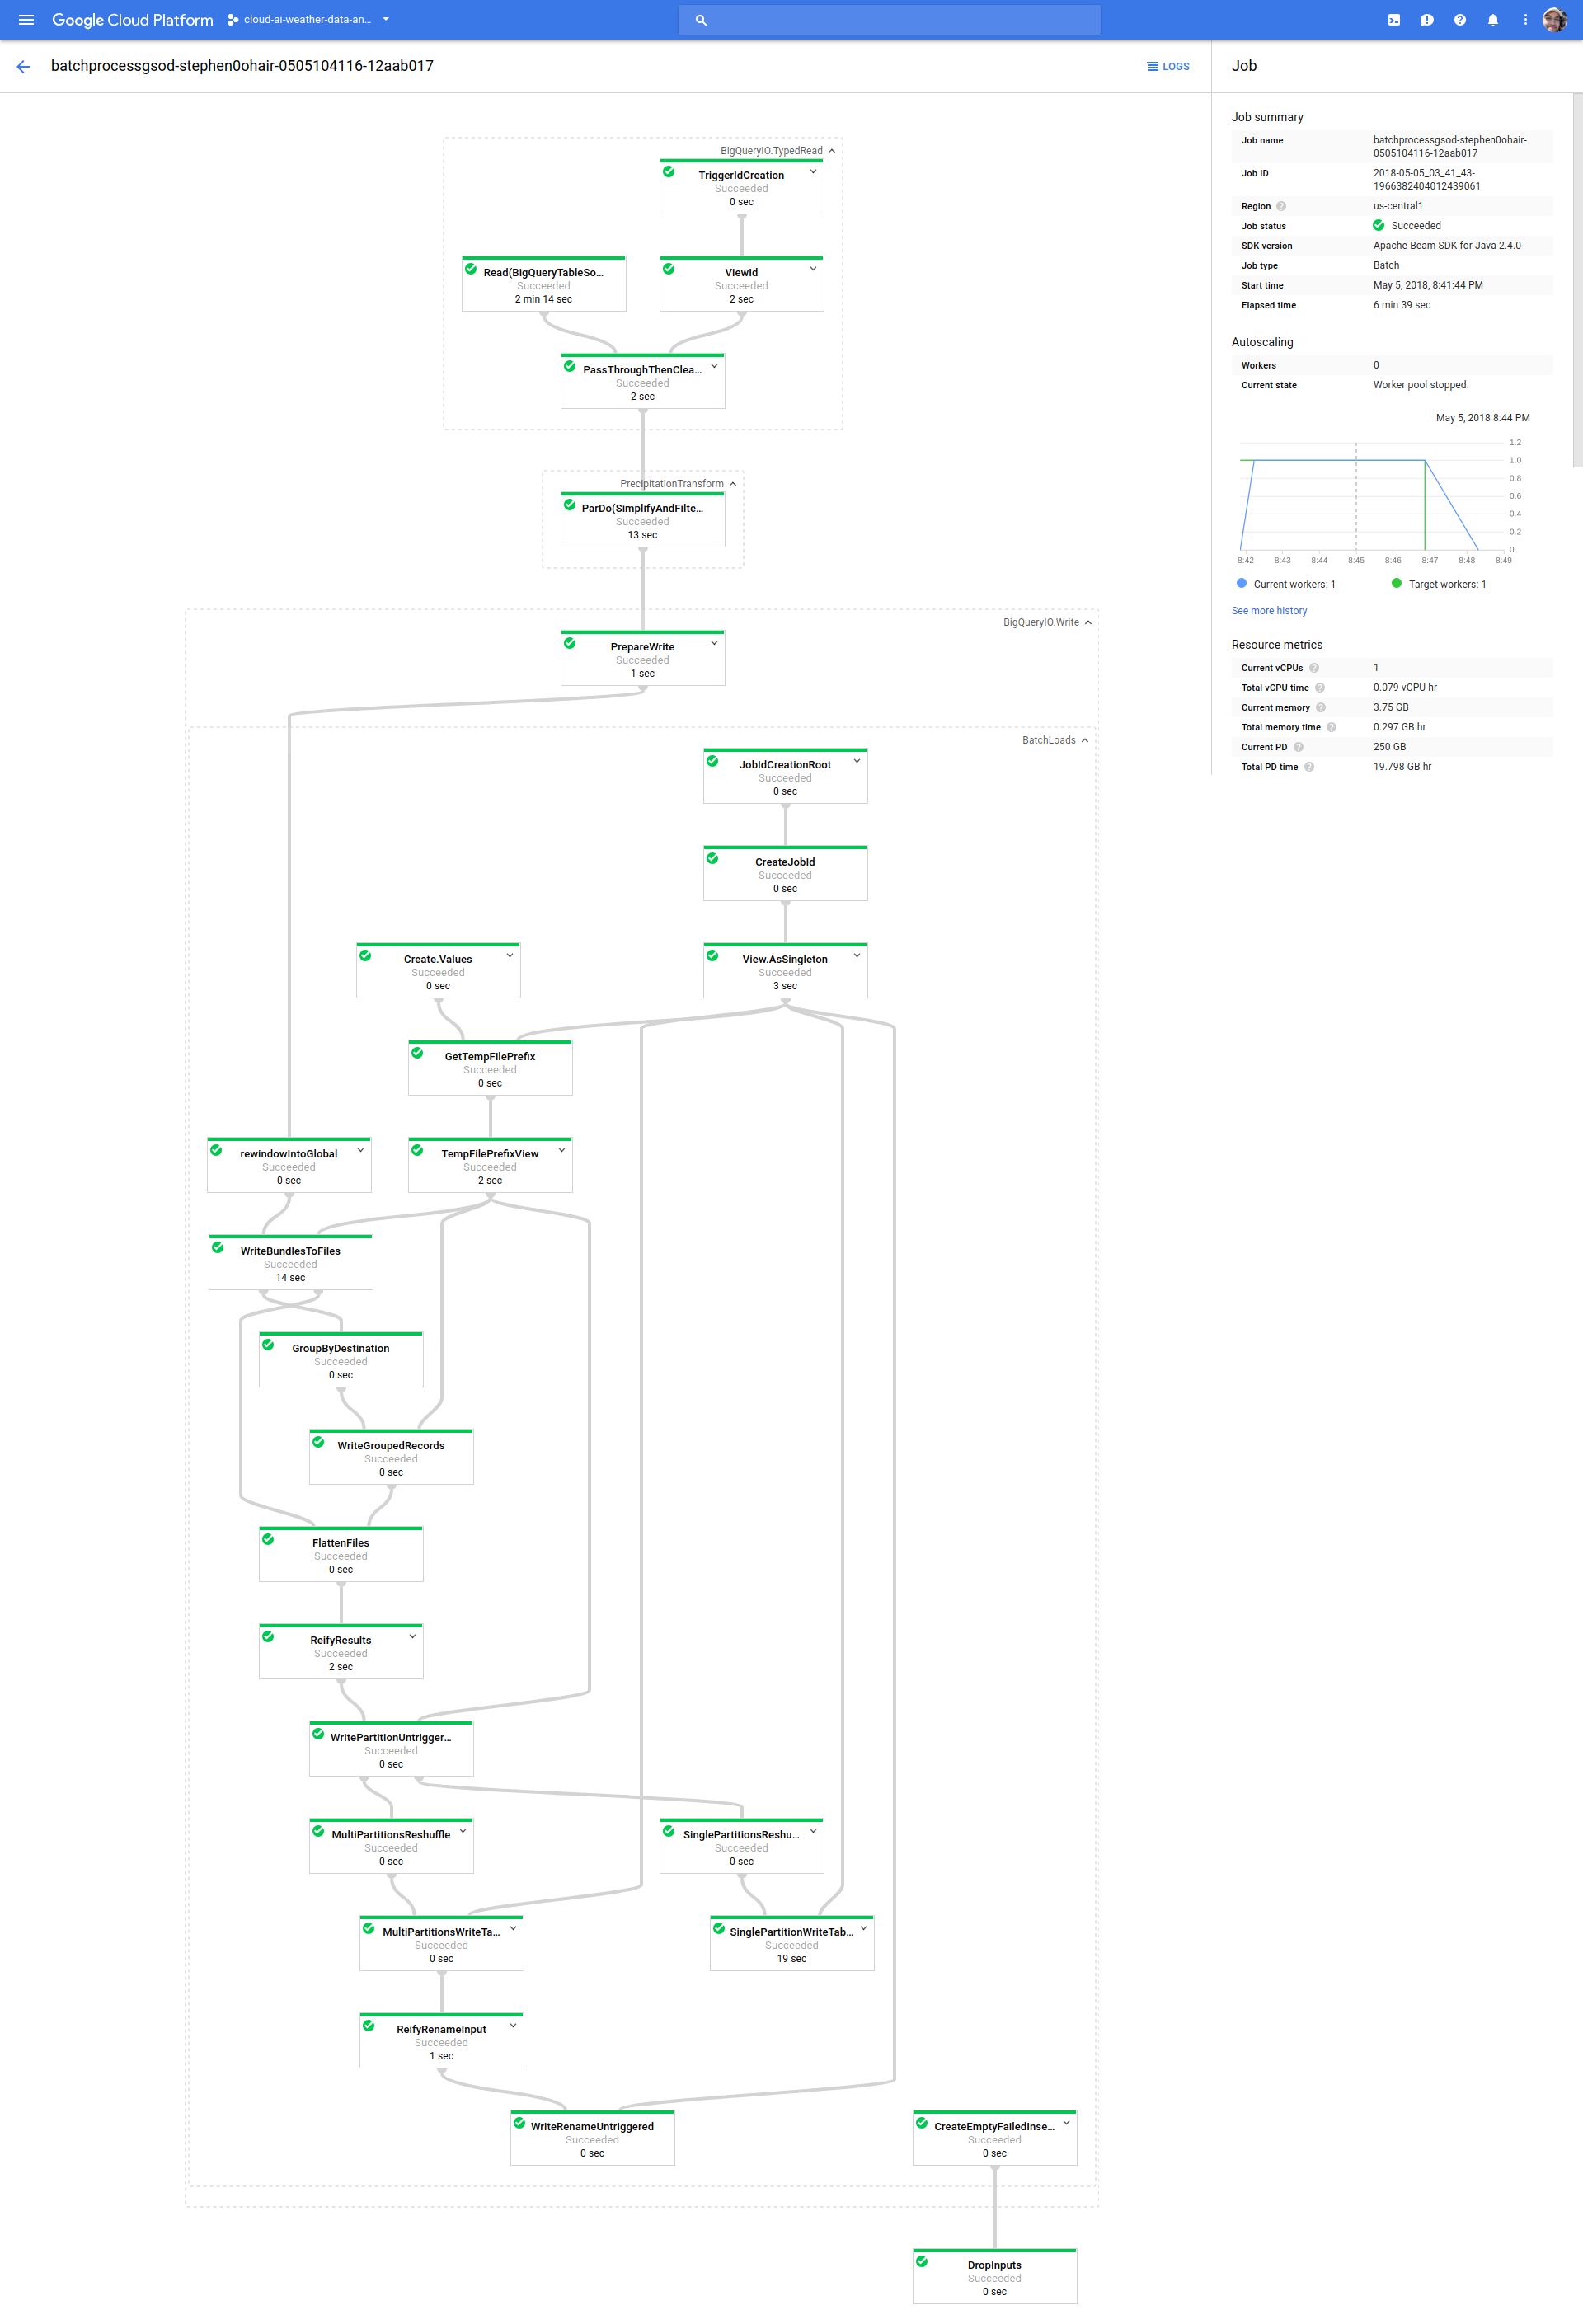 Google Cloud Platform
cloud-ai-weather-data-an...
batchprocessgsod-stephen0ohair-0505104116-12aab017
LOGS
Job
BigQueryIO.TypedRead
TriggerIdCreation
Succeeded
0 sec
Read(BigQueryTableSo...
Succeeded
2 min 14 sec
ViewId
Succeeded
2 sec
PassThroughThenClea...
Succeeded
2 sec
PrecipitationTransform
ParDo(SimplifyAndFilte...
Succeeded
13 sec
BigQueryIO.Write
PrepareWrite
Succeeded
1 sec
BatchLoads
JobIdCreationRoot
Succeeded
0 sec
CreateJobId
Succeeded
0 sec
Create.Values
Succeeded
0 sec
View.AsSingleton
Succeeded
3 sec
GetTempFilePrefix
Succeeded
0 sec
rewindowIntoGlobal
Succeeded
0 sec
TempFilePrefixView
Succeeded
2 sec
WriteBundlesToFiles
Succeeded
14 sec
GroupByDestination
Succeeded
0 sec
WriteGroupedRecords
Succeeded
0 sec
FlattenFiles
Succeeded
0 sec
ReifyResults
Succeeded
2 sec
WritePartitionUntrigger...
Succeeded
0 sec
MultiPartitionsReshuffle
Succeeded
0 sec
SinglePartitionsReshu...
Succeeded
0 sec
MultiPartitionsWriteTa...
Succeeded
0 sec
SinglePartitionWriteTab...
Succeeded
19 sec
ReifyRenameInput
Succeeded
1 sec
WriteRenameUntriggered
Succeeded
0 sec
CreateEmptyFailedInse...
Succeeded
0 sec
DropInputs
Succeeded
0 sec
Job summary
Job name batchprocessgsod-stephen0ohair-
0505104116-12aab017
Job ID 2018-05-05_03_41_43-
1966382404012439061
Region us-central1
Job status Succeeded
SDK version Apache Beam SDK for Java 2.4.0
Job type Batch
Start time May 5, 2018, 8:41:44 PM
Elapsed time 6 min 39 sec
Autoscaling
Workers 0
Current state Worker pool stopped.
May 5, 2018 8:44 PM
1.2
1.0
0.8
0.6
0.4
0.2
0
8:42 8:43 8:44 8:45 8:46 8:47 8:48 8:49
Current workers: 1 Target workers: 1
See more history
Resource metrics
Current vCPUs 1
Total vCPU time 0.079 vCPU hr
Current memory 3.75 GB
Total memory time 0.297 GB hr
Current PD 250 GB
Total PD time 19.798 GB hr